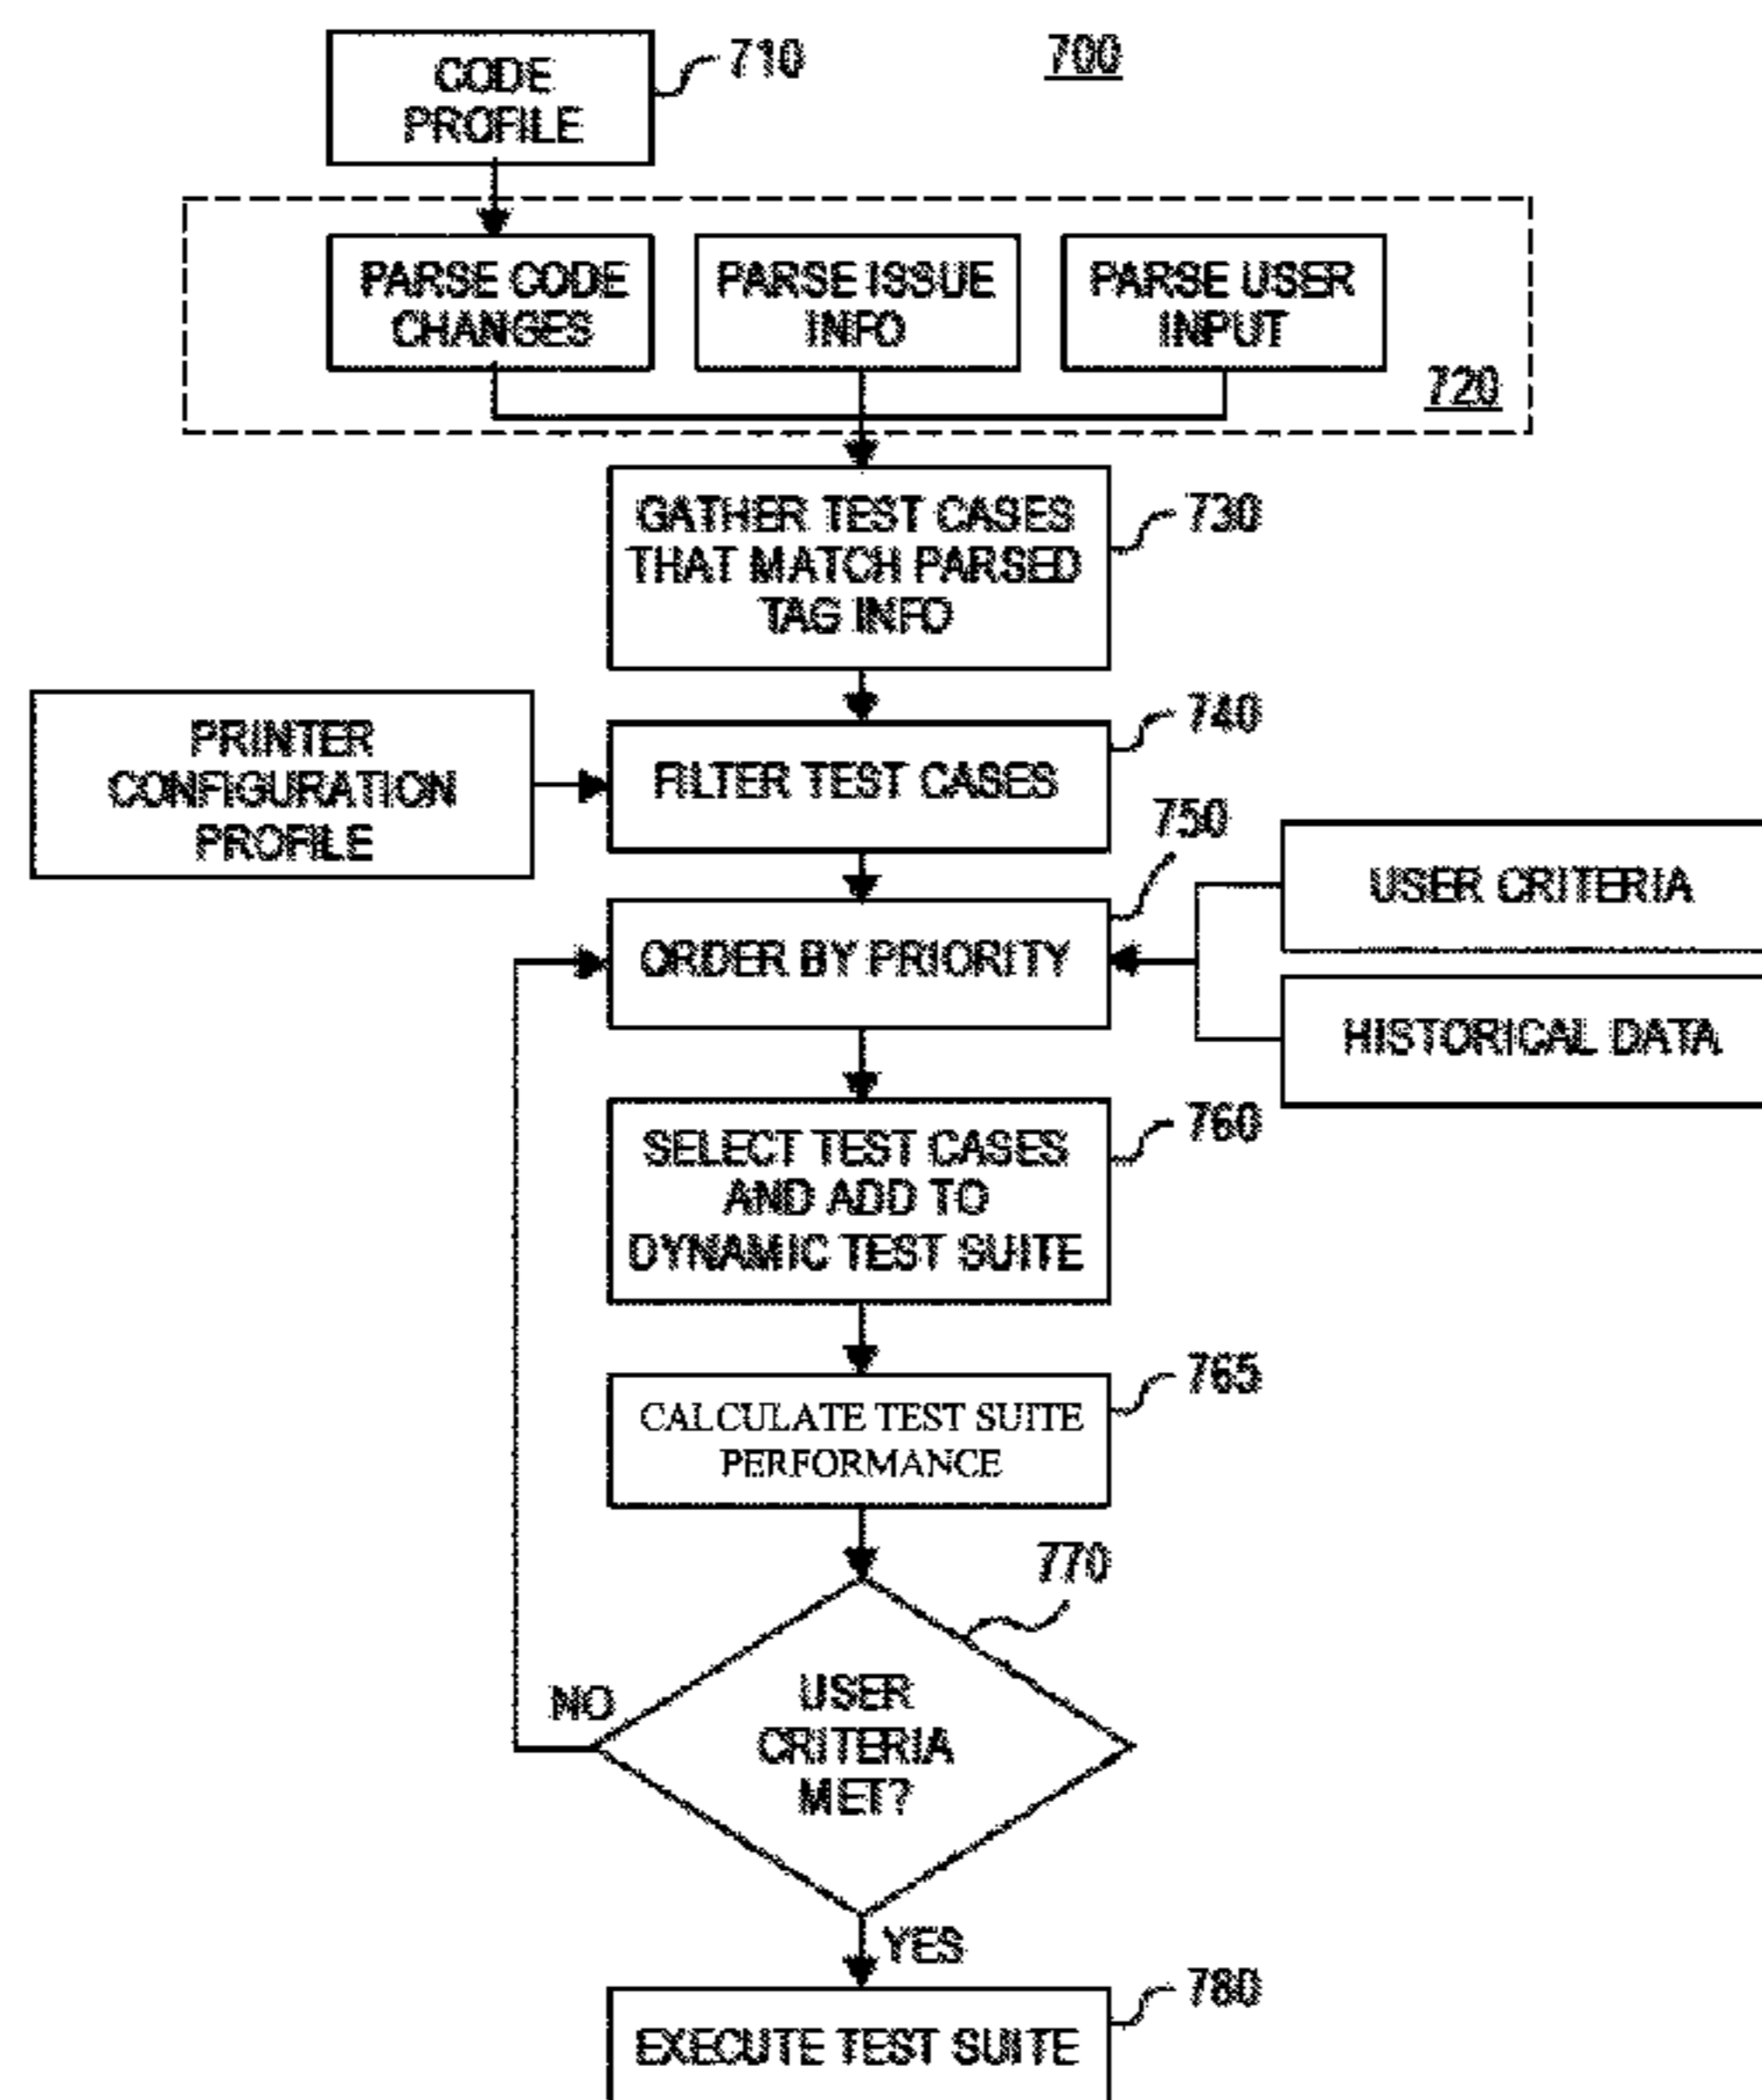 700
CODE
PROFILE
710
PARSE CODE
CHANGES
PARSE ISSUE
INFO
PARSE USER
INPUT
720
GATHER TEST CASES
THAT MATCH PARSED
TAG INFO
730
PRINTER
CONFIGURATION
PROFILE
FILTER TEST CASES
740
ORDER BY PRIORITY
750
USER CRITERIA
HISTORICAL DATA
SELECT TEST CASES
AND ADD TO
DYNAMIC TEST SUITE
760
CALCULATE TEST SUITE
PERFORMANCE
765
USER
CRITERIA
MET?
770
NO
YES
EXECUTE TEST SUITE
780